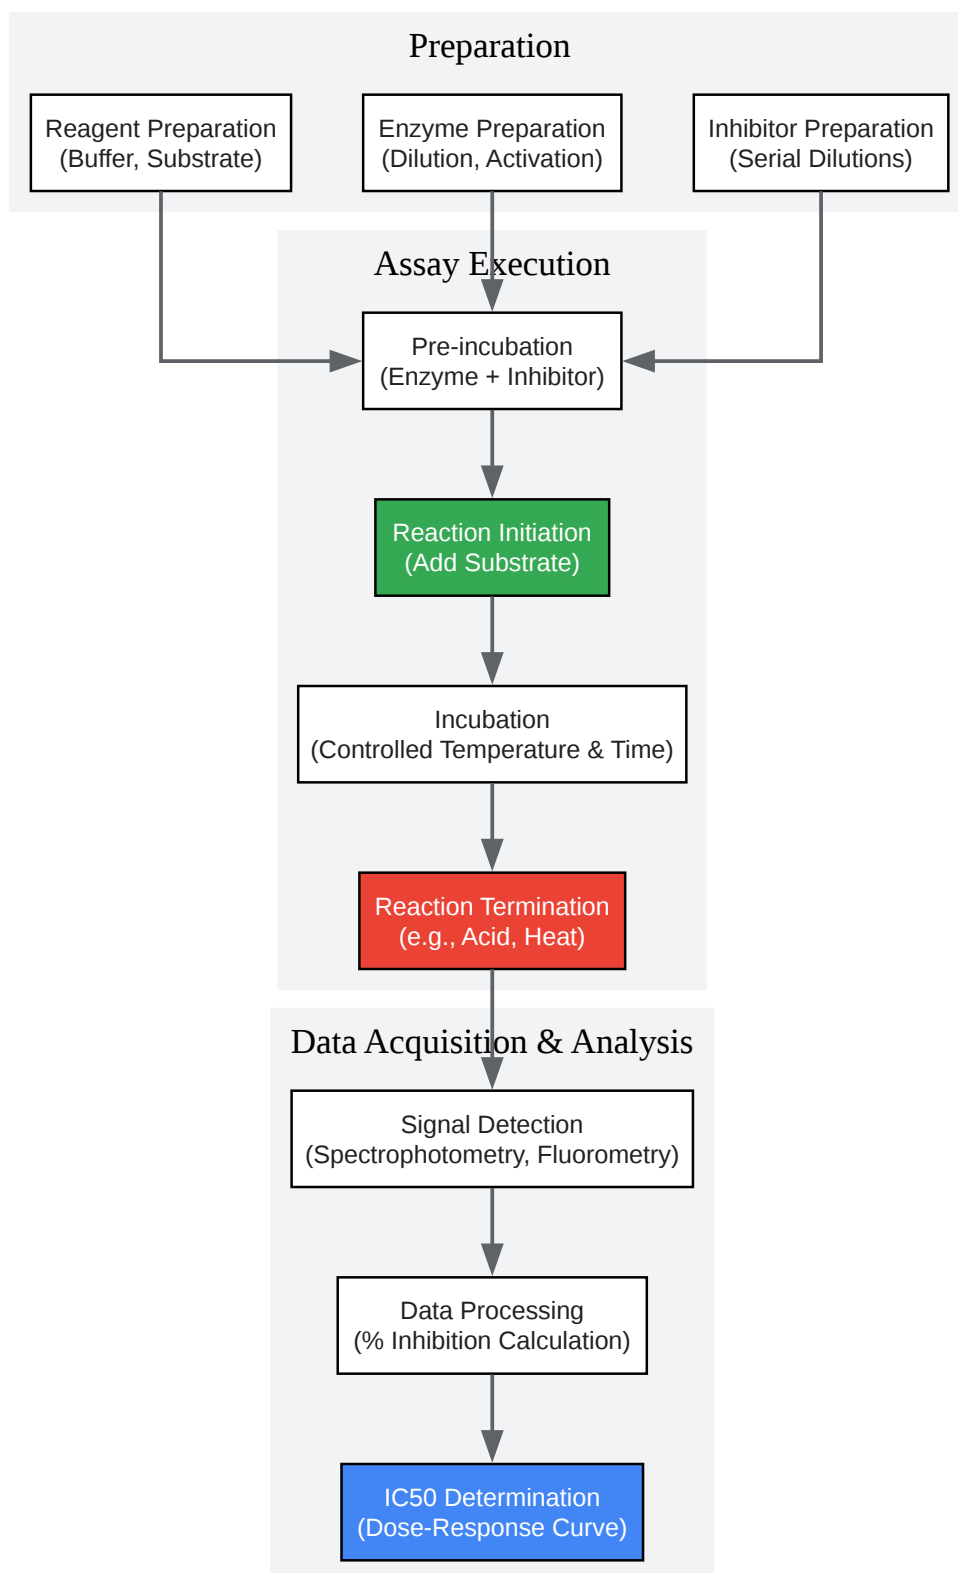 Preparation
Reagent Preparation
(Buffer, Substrate)
Enzyme Preparation
(Dilution, Activation)
Inhibitor Preparation
(Serial Dilutions)
Assay Execution
Pre-incubation
(Enzyme + Inhibitor)
Reaction Initiation
(Add Substrate)
Incubation
(Controlled Temperature & Time)
Reaction Termination
(e.g., Acid, Heat)
Data Acquisition & Analysis
Signal Detection
(Spectrophotometry, Fluorometry)
Data Processing
(% Inhibition Calculation)
IC50 Determination
(Dose-Response Curve)